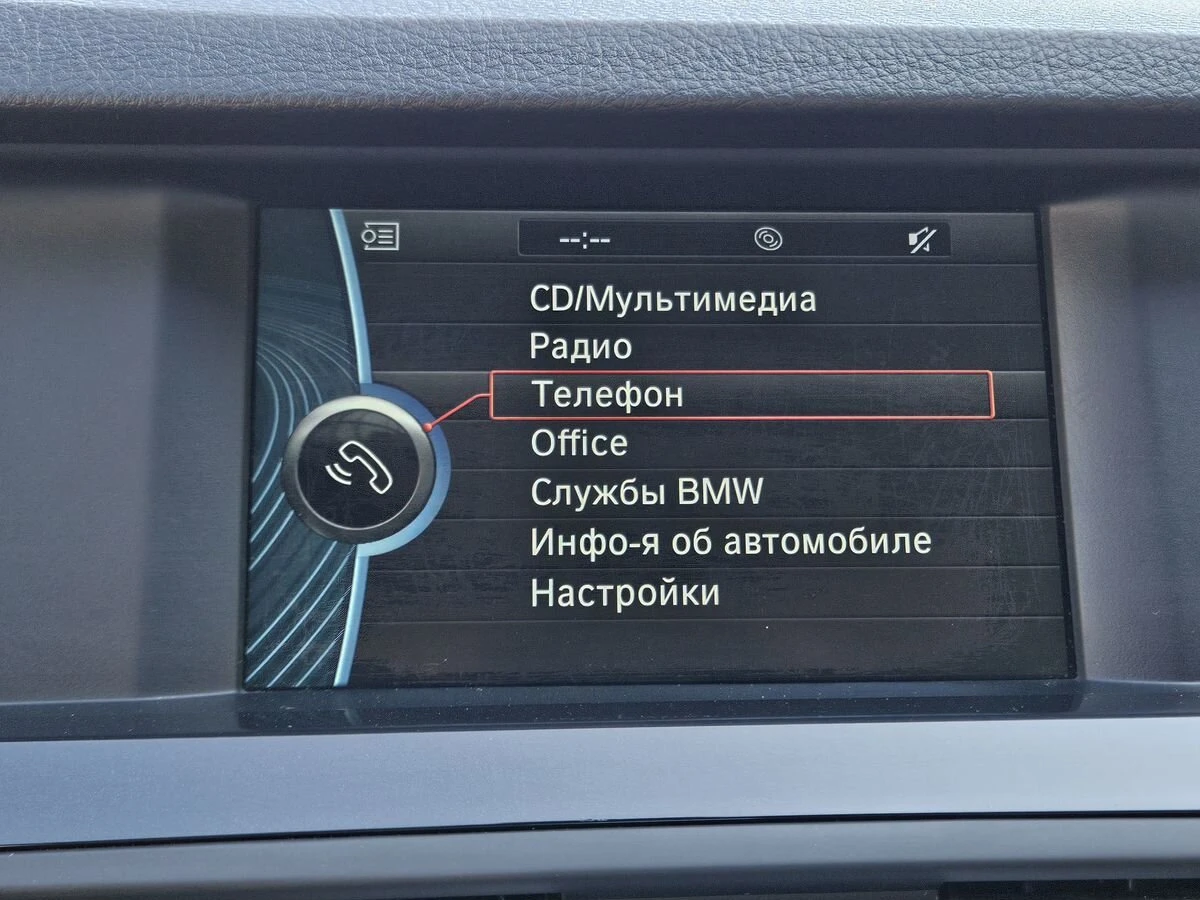 --:--
CD/Мультимедиа
Радио
Телефон
Office
Службы BMW
Инфо-я об автомобиле
Настройки